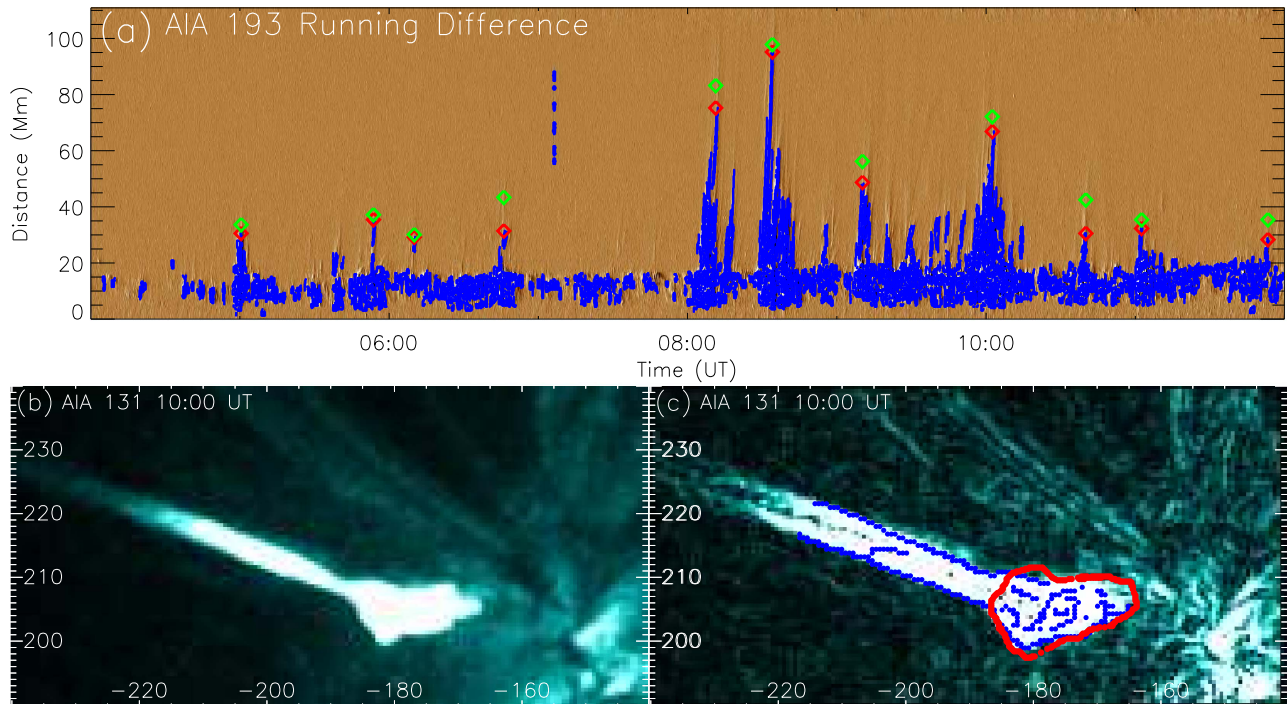 (a) AIA 193 Running Difference
100
80
60
40
20
0
Distance (Mm)
06:00 08:00 10:00
Time (UT)
(b) AIA 131 10:00 UT
230
220
210
200
−220 −200 −180 −160
(c) AIA 131 10:00 UT
230
220
210
200
−220 −200 −180 −160